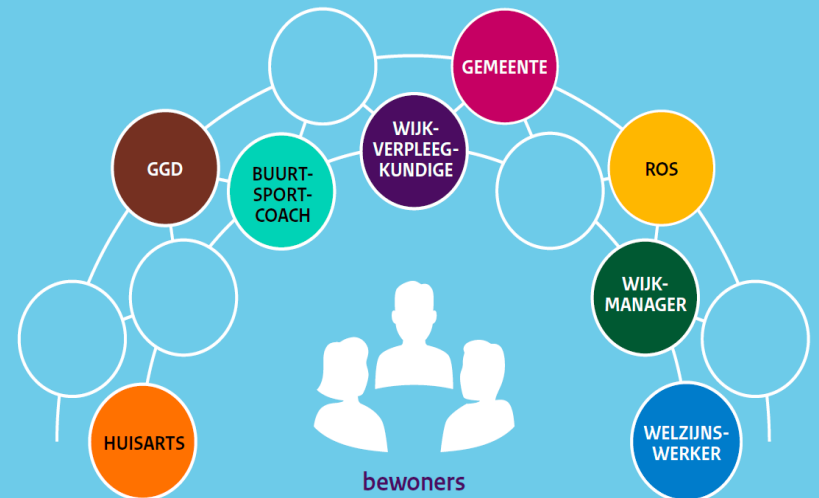 GEMEENTE
WIJK-
VERPLEEG-
KUNDIGE
GGD
BUURT-
SPORT-
COACH
ROS
WIJK-
MANAGER
HUISARTS
WELZIJNS-
WERKER
bewoners